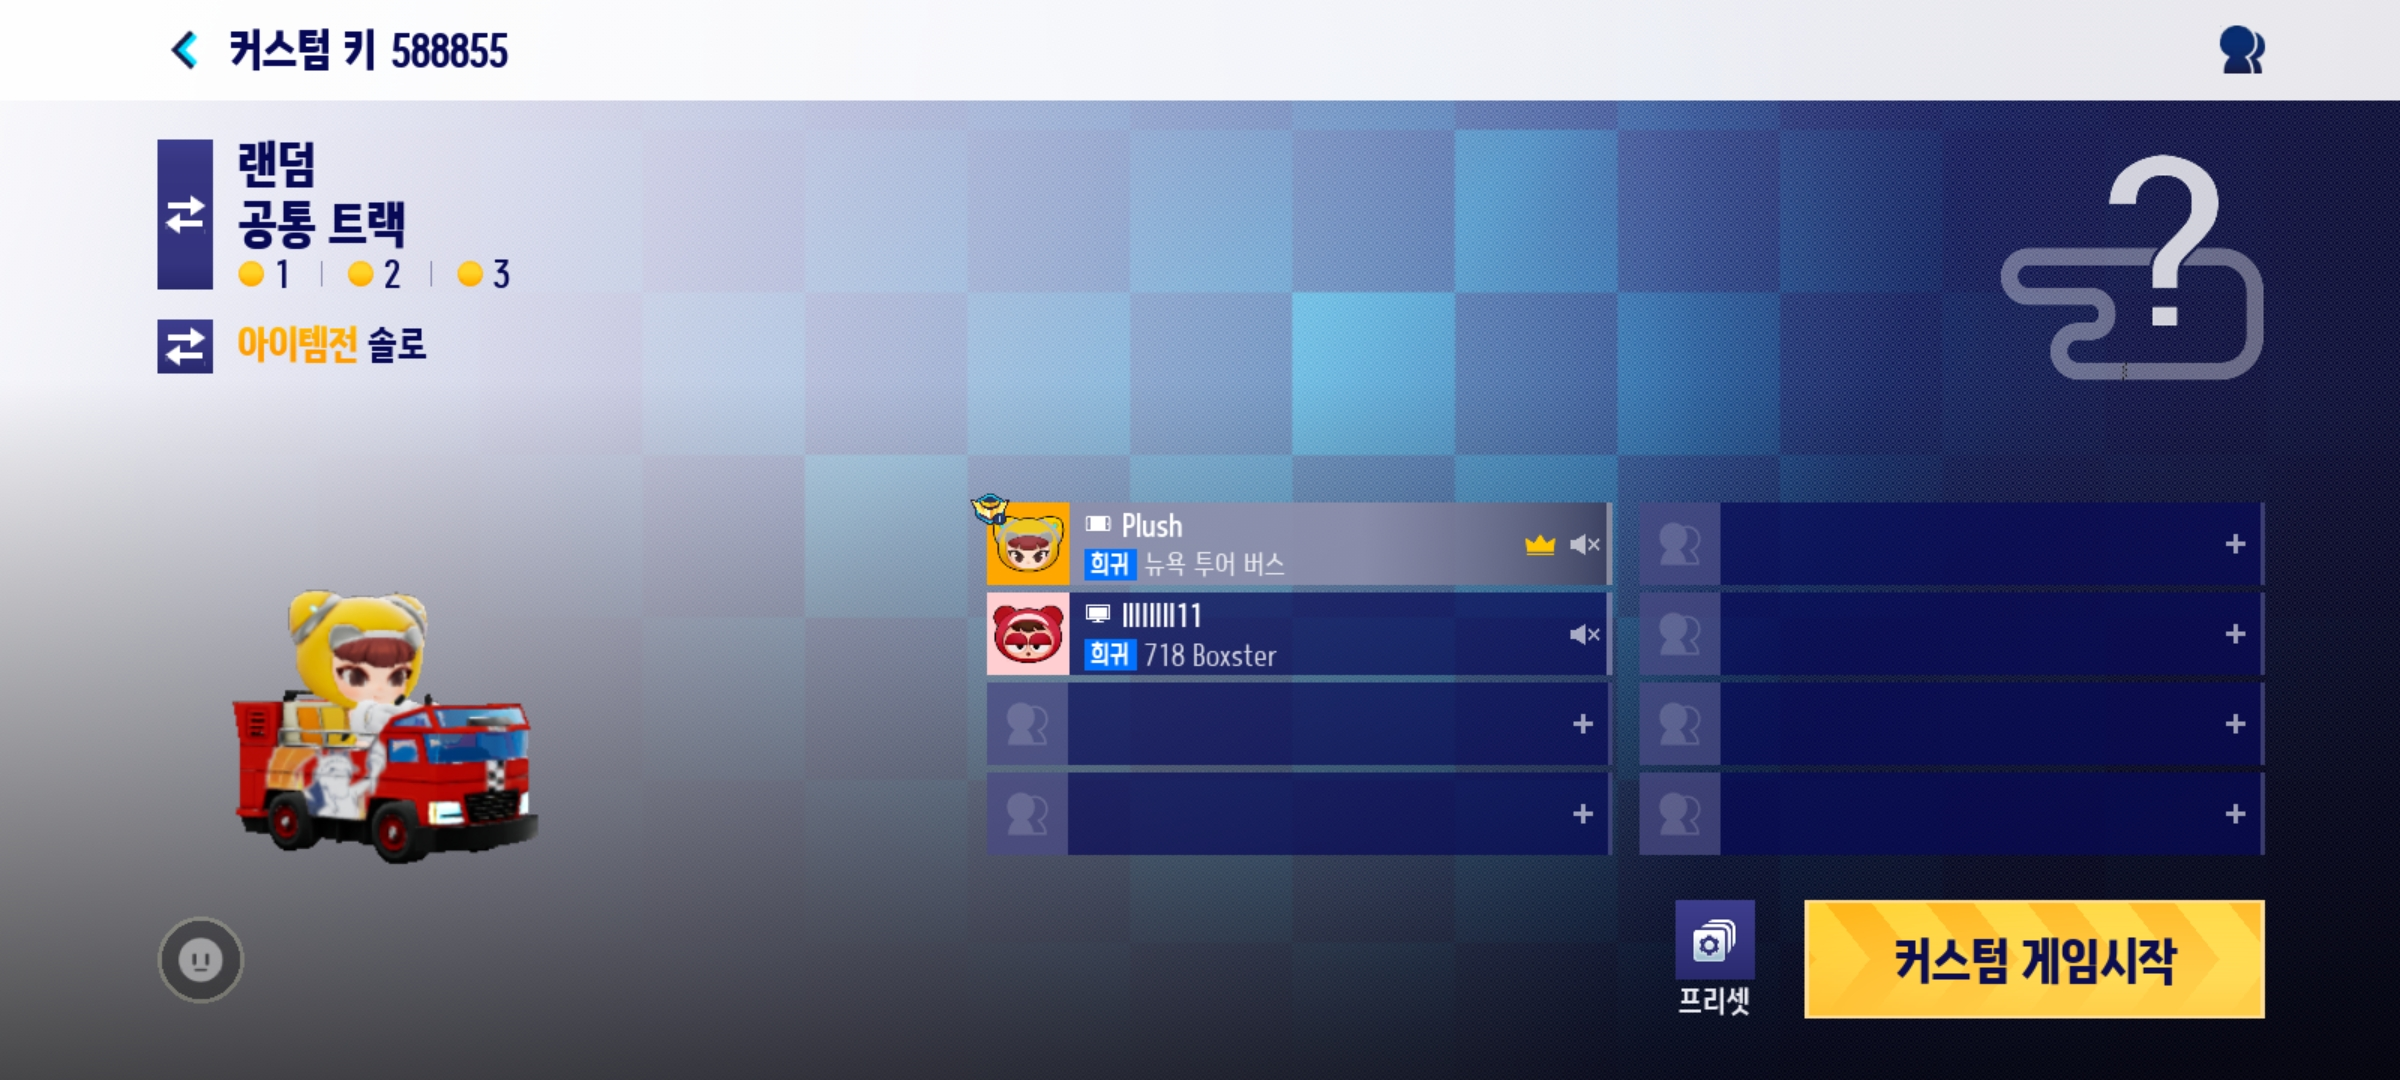 커스텀 키 588855
랜덤
공통 트랙
1 2 3
아이템전 솔로
Plush
희귀 뉴욕 투어 버스
llllllll11
희귀 718 Boxster
프리셋
커스텀 게임시작